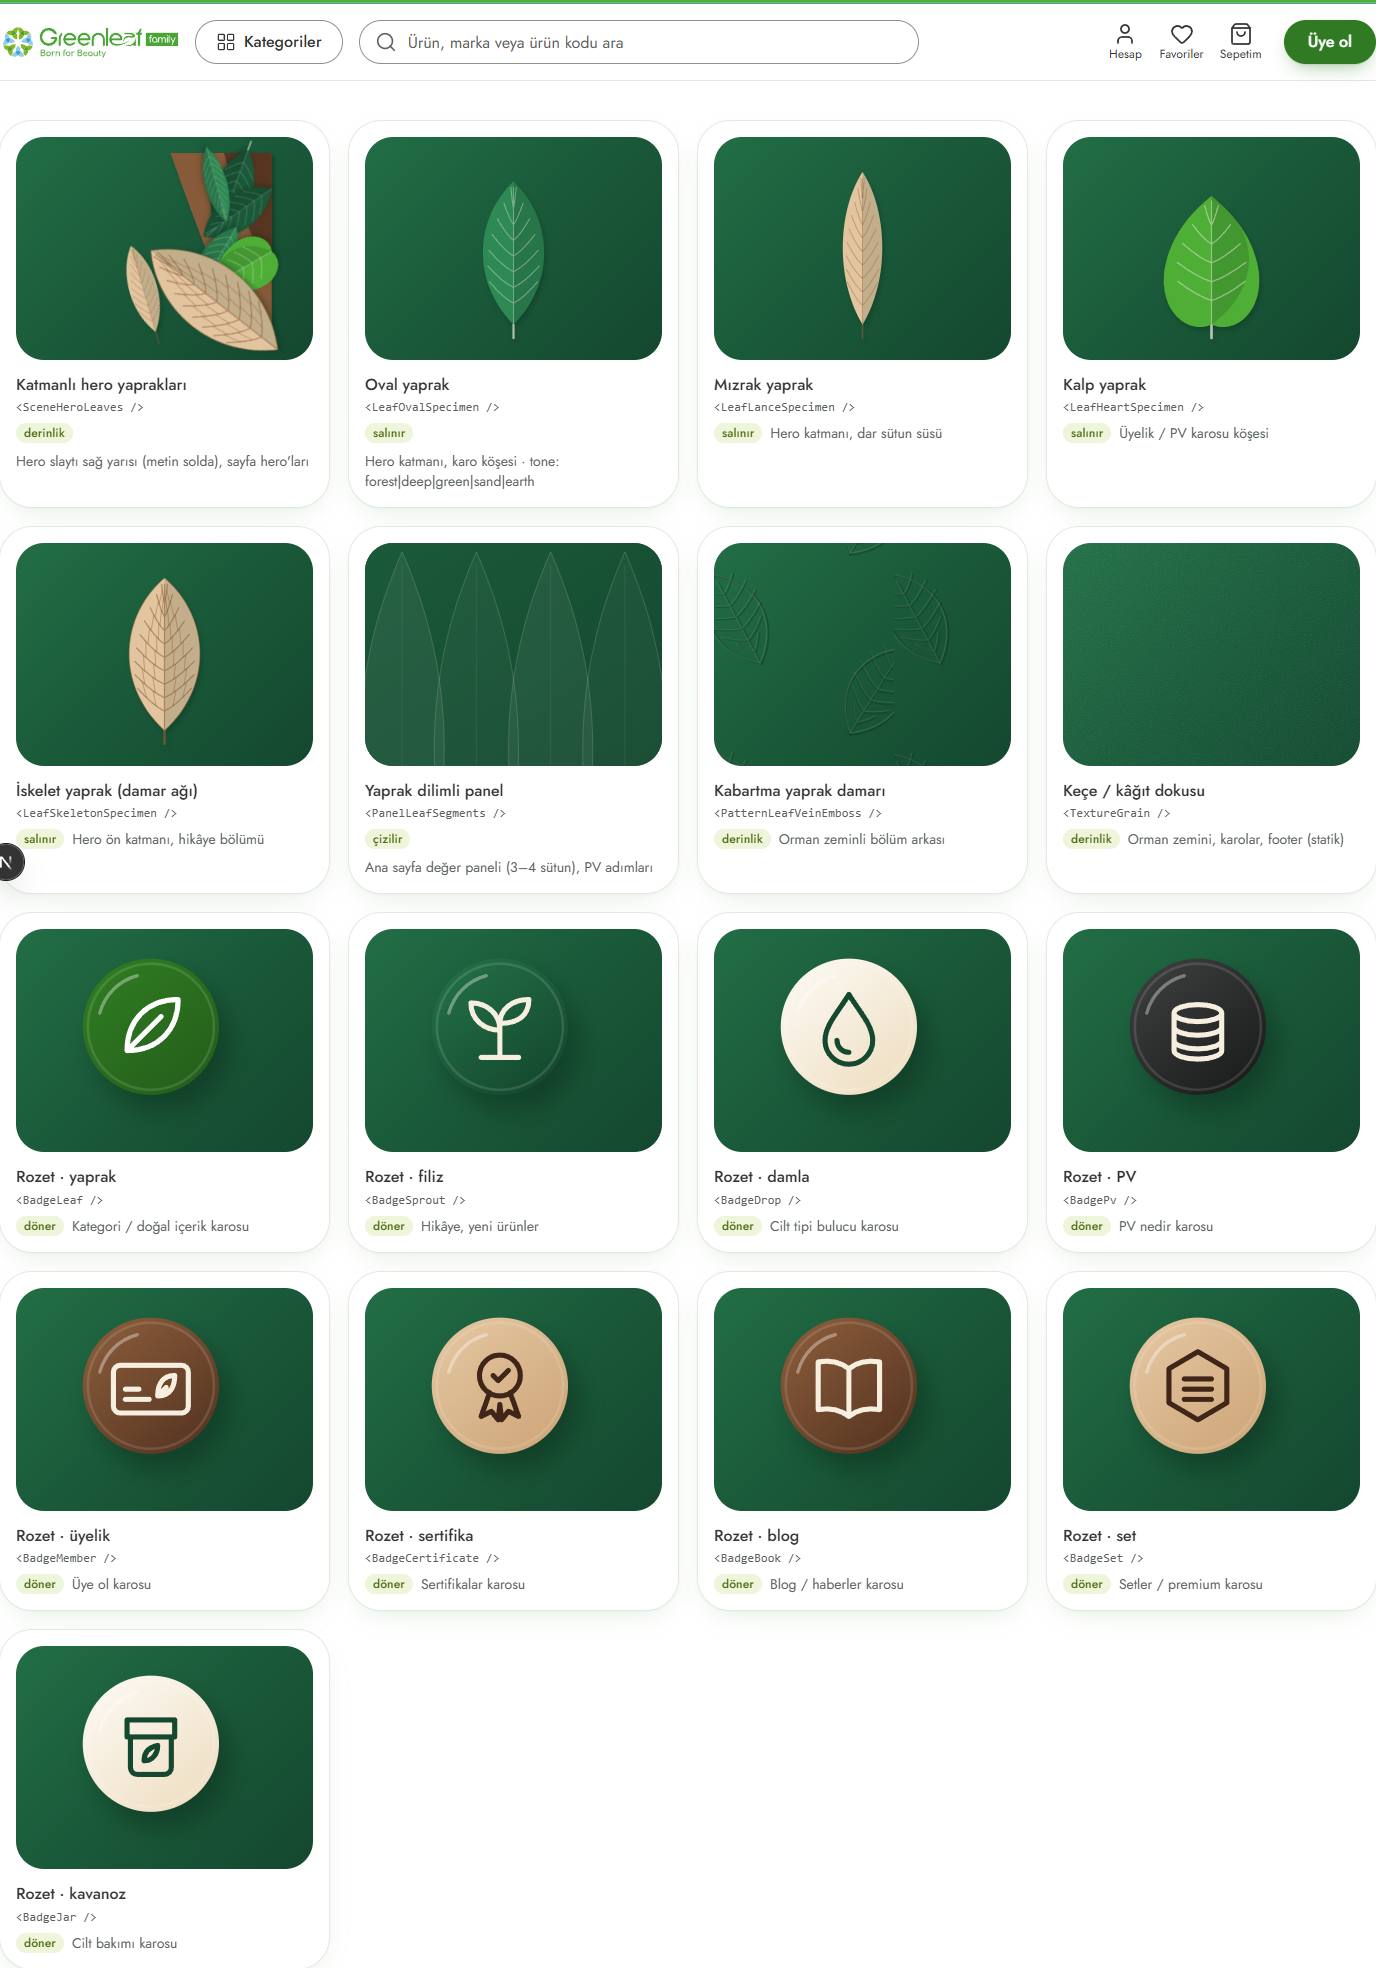 Greenleaf family
Born for Beauty
Kategoriler
Ürün, marka veya ürün kodu ara
Hesap
Favoriler
Sepetim
Üye ol
Katmanlı hero yaprakları
<SceneHeroLeaves />
derinlik
Hero slaytı sağ yarısı (metin solda), sayfa hero'ları
Oval yaprak
<LeafOvalSpecimen />
salınır
Hero katmanı, karo köşesi · tone:
forest|deep|green|sand|earth
Mızrak yaprak
<LeafLanceSpecimen />
salınır Hero katmanı, dar sütun süsü
Kalp yaprak
<LeafHeartSpecimen />
salınır Üyelik / PV karosu köşesi
İskelet yaprak (damar ağı)
<LeafSkeletonSpecimen />
salınır Hero ön katmanı, hikâye bölümü
N
Yaprak dilimli panel
<PanelLeafSegments />
çizilir
Ana sayfa değer paneli (3–4 sütun), PV adımları
Kabartma yaprak damarı
<PatternLeafVeinEmboss />
derinlik Orman zeminli bölüm arkası
Keçe / kâğıt dokusu
<TextureGrain />
derinlik Orman zemini, karolar, footer (statik)
Rozet · yaprak
<BadgeLeaf />
döner Kategori / doğal içerik karosu
Rozet · filiz
<BadgeSprout />
döner Hikâye, yeni ürünler
Rozet · damla
<BadgeDrop />
döner Cilt tipi bulucu karosu
Rozet · PV
<BadgePv />
döner PV nedir karosu
Rozet · üyelik
<BadgeMember />
döner Üye ol karosu
Rozet · sertifika
<BadgeCertificate />
döner Sertifikalar karosu
Rozet · blog
<BadgeBook />
döner Blog / haberler karosu
Rozet · set
<BadgeSet />
döner Setler / premium karosu
Rozet · kavanoz
<BadgeJar />
döner Cilt bakımı karosu